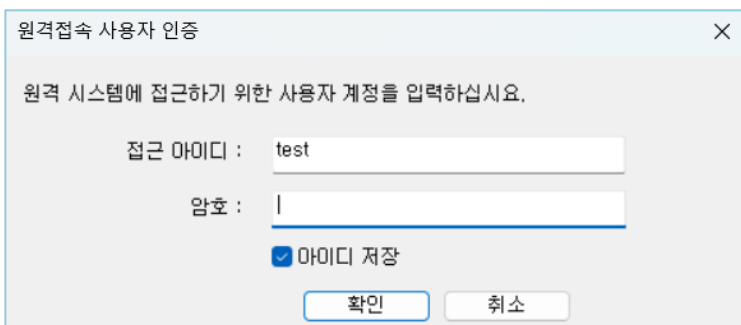 원격접속 사용자 인증
원격 시스템에 접근하기 위한 사용자 계정을 입력하십시요.
접근 아이디 : test
암호 :
아이디 저장
확인 취소